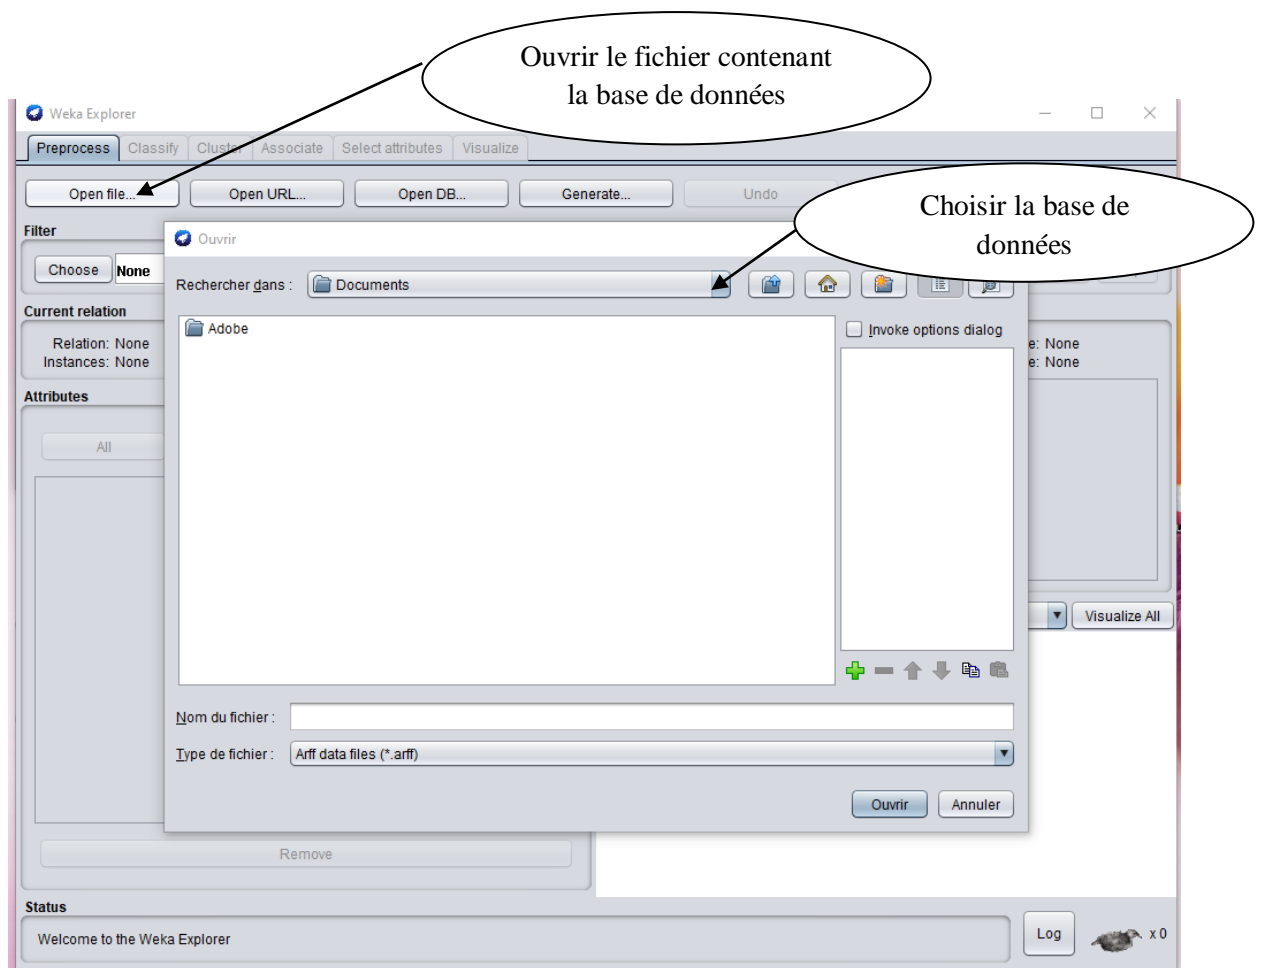 Ouvrir le fichier contenant
la base de données
Weka Explorer
Preprocess Classify Cluster Associate Select attributes Visualize
Open file... Open URL... Open DB... Generate... Undo
Choisir la base de
données
Filter
Choose None
Ouvrir
Rechercher dans : Documents
Current relation
Relation: None
Instances: None
Adobe
Invoke options dialog
e: None
e: None
Attributes
All
Visualize All
Nom du fichier :
Type de fichier : Arff data files (*.arff)
Ouvrir Annuler
Remove
Status
Welcome to the Weka Explorer
Log x 0